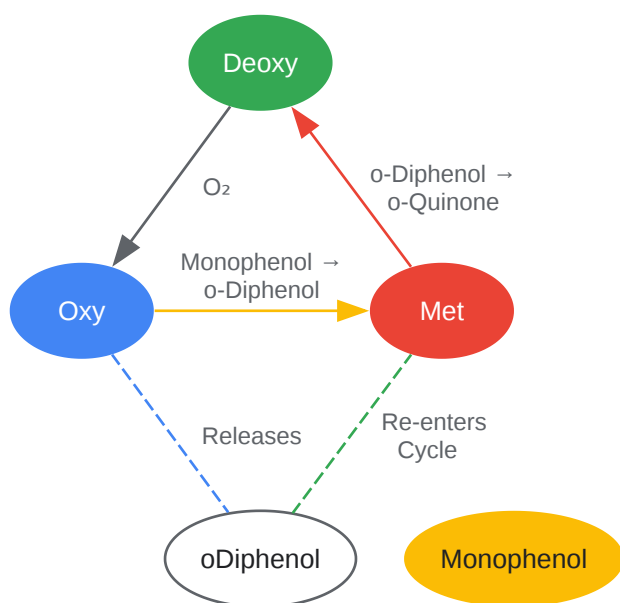 Deoxy
O₂
o-Diphenol →
o-Quinone
Monophenol →
o-Diphenol
Oxy
Met
Releases
Re-enters
Cycle
oDiphenol
Monophenol